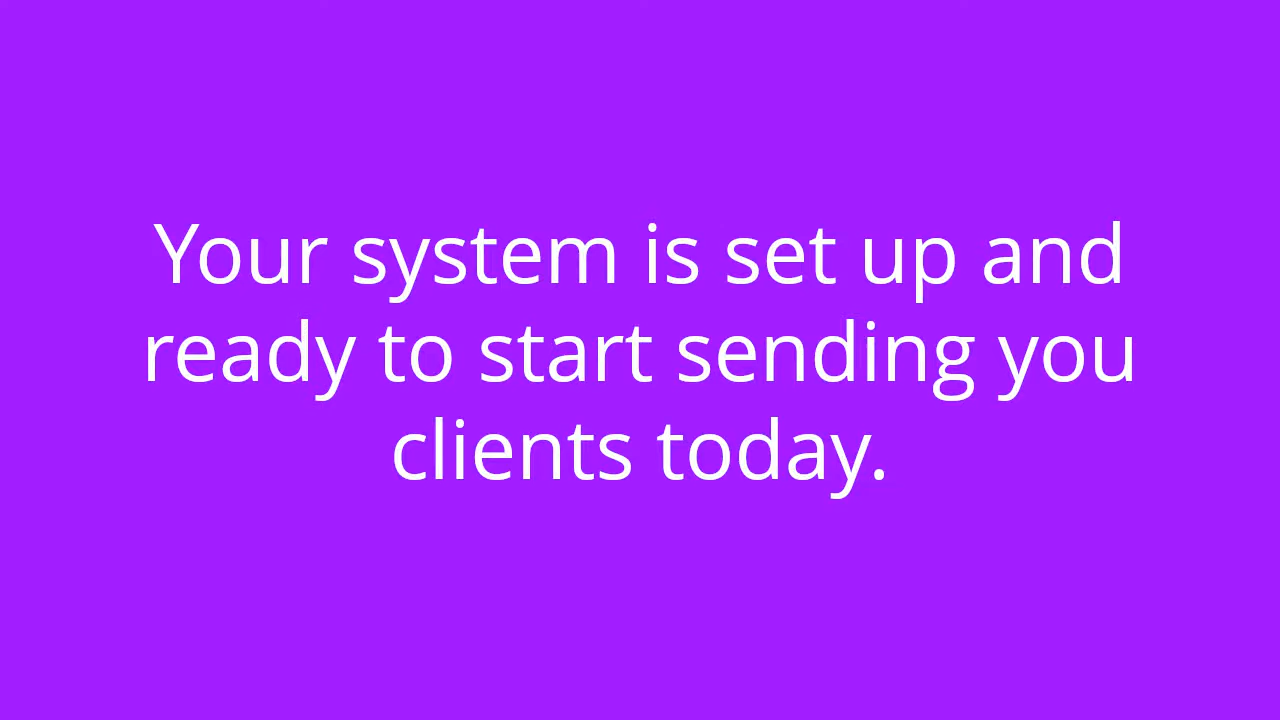 Your system is set up and
ready to start sending you
clients today.